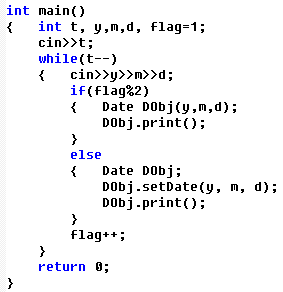 int main()
{   int t, y,m,d, flag=1;
    cin>>t;
    while(t--)
    {   cin>>y>>m>>d;
        if(flag%2)
        {   Date DObj(y,m,d);
            DObj.print();
        }
        else
        {   Date DObj;
            DObj.setDate(y, m, d);
            DObj.print();
        }
        flag++;
    }
    return 0;
}